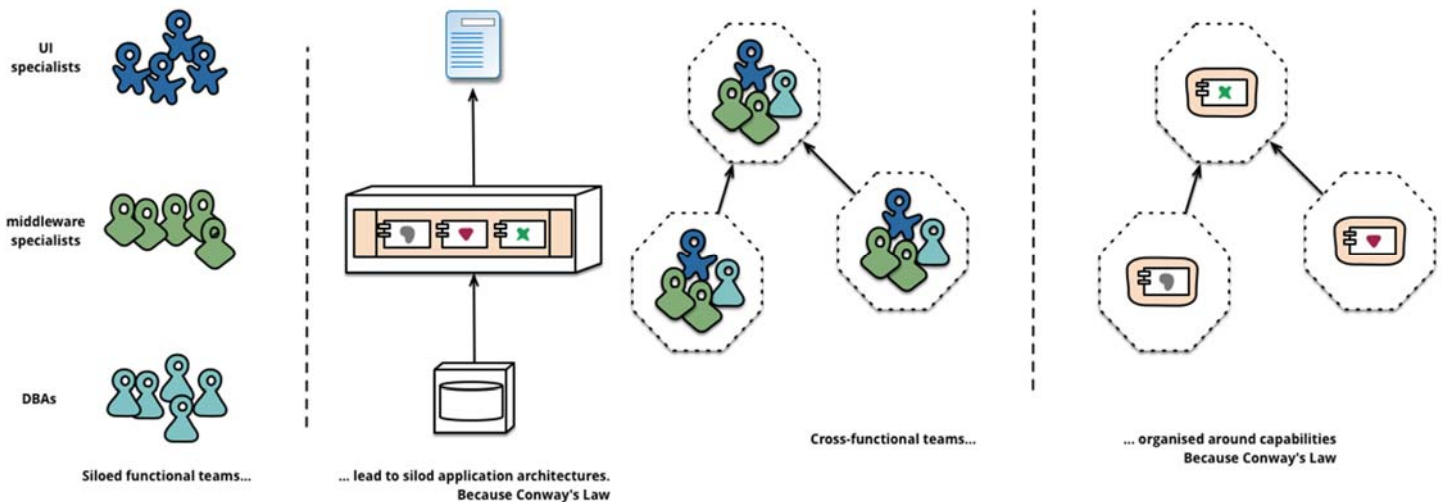 UI
specialists
middleware
specialists
DBAs
Siloed functional teams...
... lead to silod application architectures.
Because Conway's Law
Cross-functional teams...
... organised around capabilities
Because Conway's Law